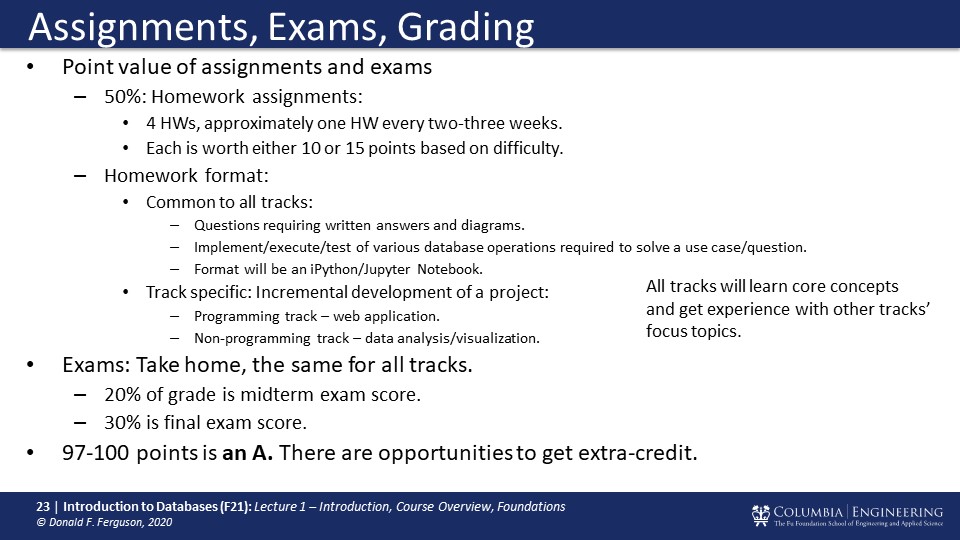 Assignments, Exams, Grading
• Point value of assignments and exams
– 50%: Homework assignments:
• 4 HWs, approximately one HW every two-three weeks.
• Each is worth either 10 or 15 points based on difficulty.
– Homework format:
• Common to all tracks:
– Questions requiring written answers and diagrams.
– Implement/execute/test of various database operations required to solve a use case/question.
– Format will be an iPython/Jupyter Notebook.
• Track specific: Incremental development of a project:
– Programming track – web application.
– Non-programming track – data analysis/visualization.
All tracks will learn core concepts
and get experience with other tracks’
focus topics.
• Exams: Take home, the same for all tracks.
– 20% of grade is midterm exam score.
– 30% is final exam score.
• 97-100 points is an A. There are opportunities to get extra-credit.
23 | Introduction to Databases (F21): Lecture 1 – Introduction, Course Overview, Foundations
© Donald F. Ferguson, 2020
COLUMBIA | ENGINEERING
The Fu Foundation School of Engineering and Applied Science